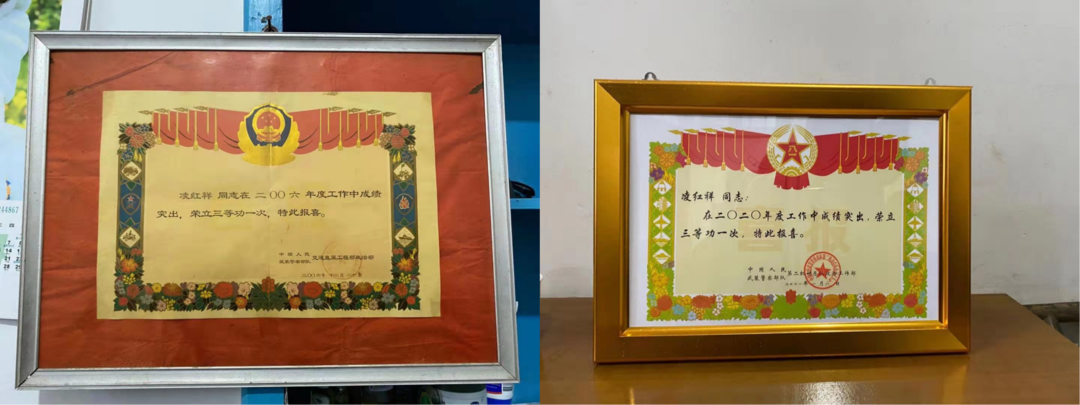 凌红祥 同志在 二〇〇六 年度工作中成绩
突出，荣立三等功一次，特此报喜。
中国人民
武装警察部队
凌红祥 同志：
在二〇二〇年度工作中成绩突出，荣立
三等功一次，特此报喜。
中国人民
武装警察部队
44867